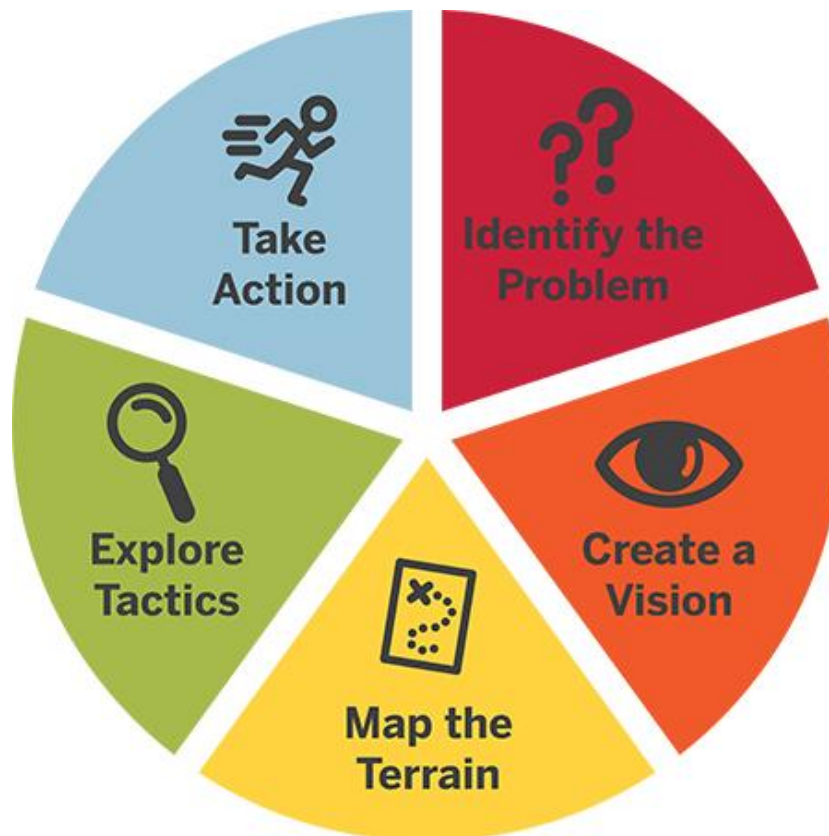 Take
Action
Identify the
Problem
Explore
Tactics
Create a
Vision
Map the
Terrain